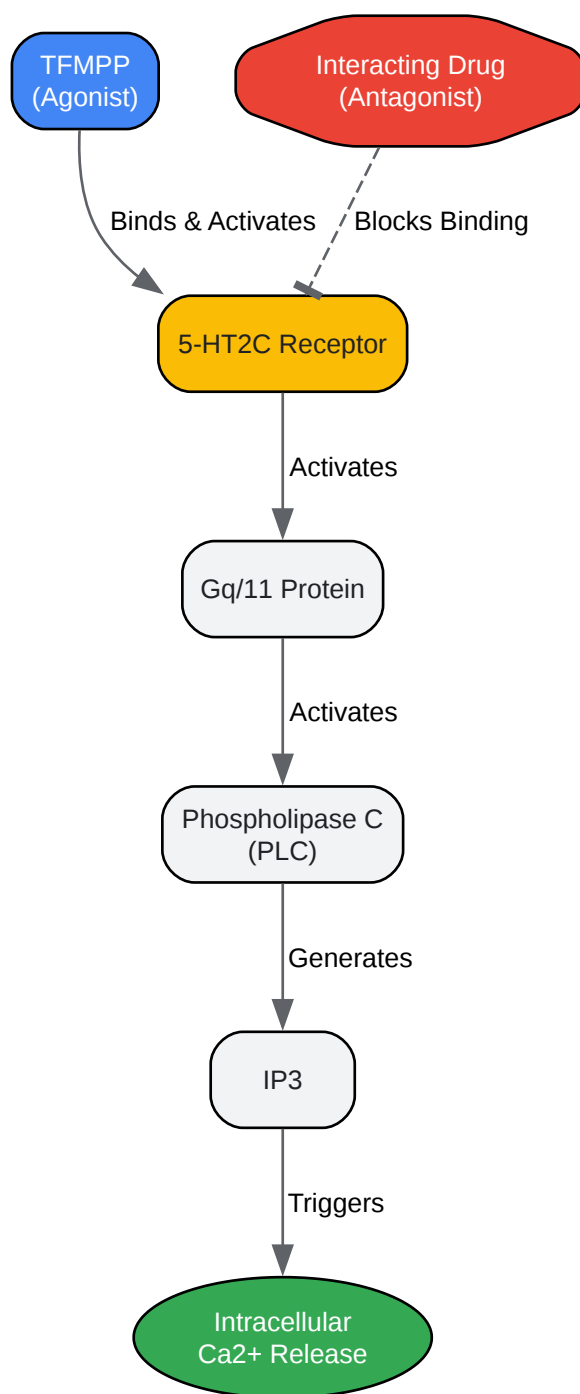 TFMPP
(Agonist)
Interacting Drug
(Antagonist)
Binds & Activates
Blocks Binding
5-HT2C Receptor
Activates
Gq/11 Protein
Activates
Phospholipase C
(PLC)
Generates
IP3
Triggers
Intracellular
Ca2+ Release